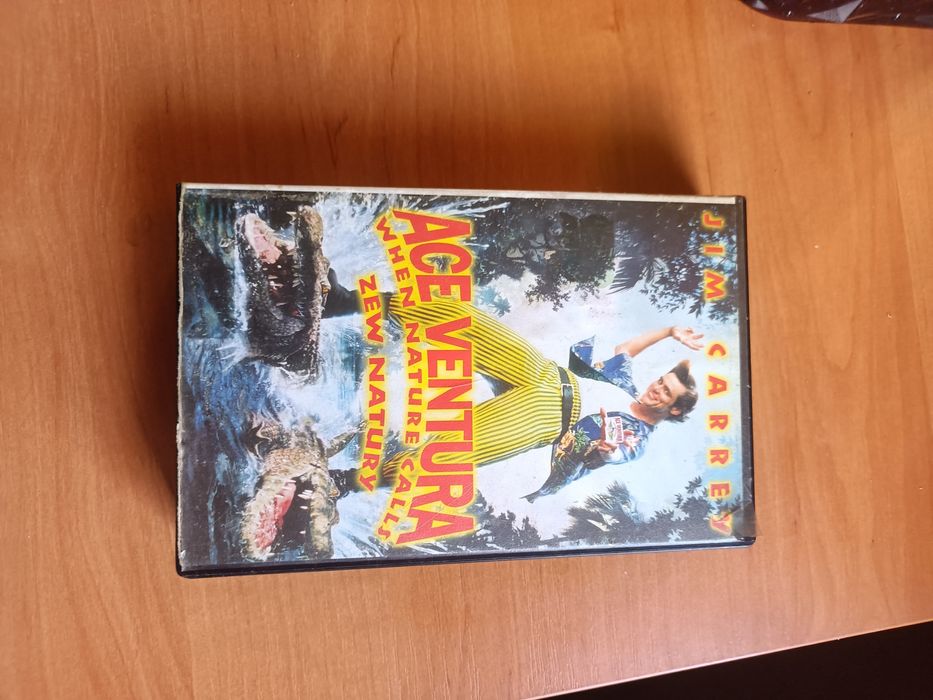 JIM CARREY
ACE VENTURA
WHEN NATURE CALLS
ZEW NATURY